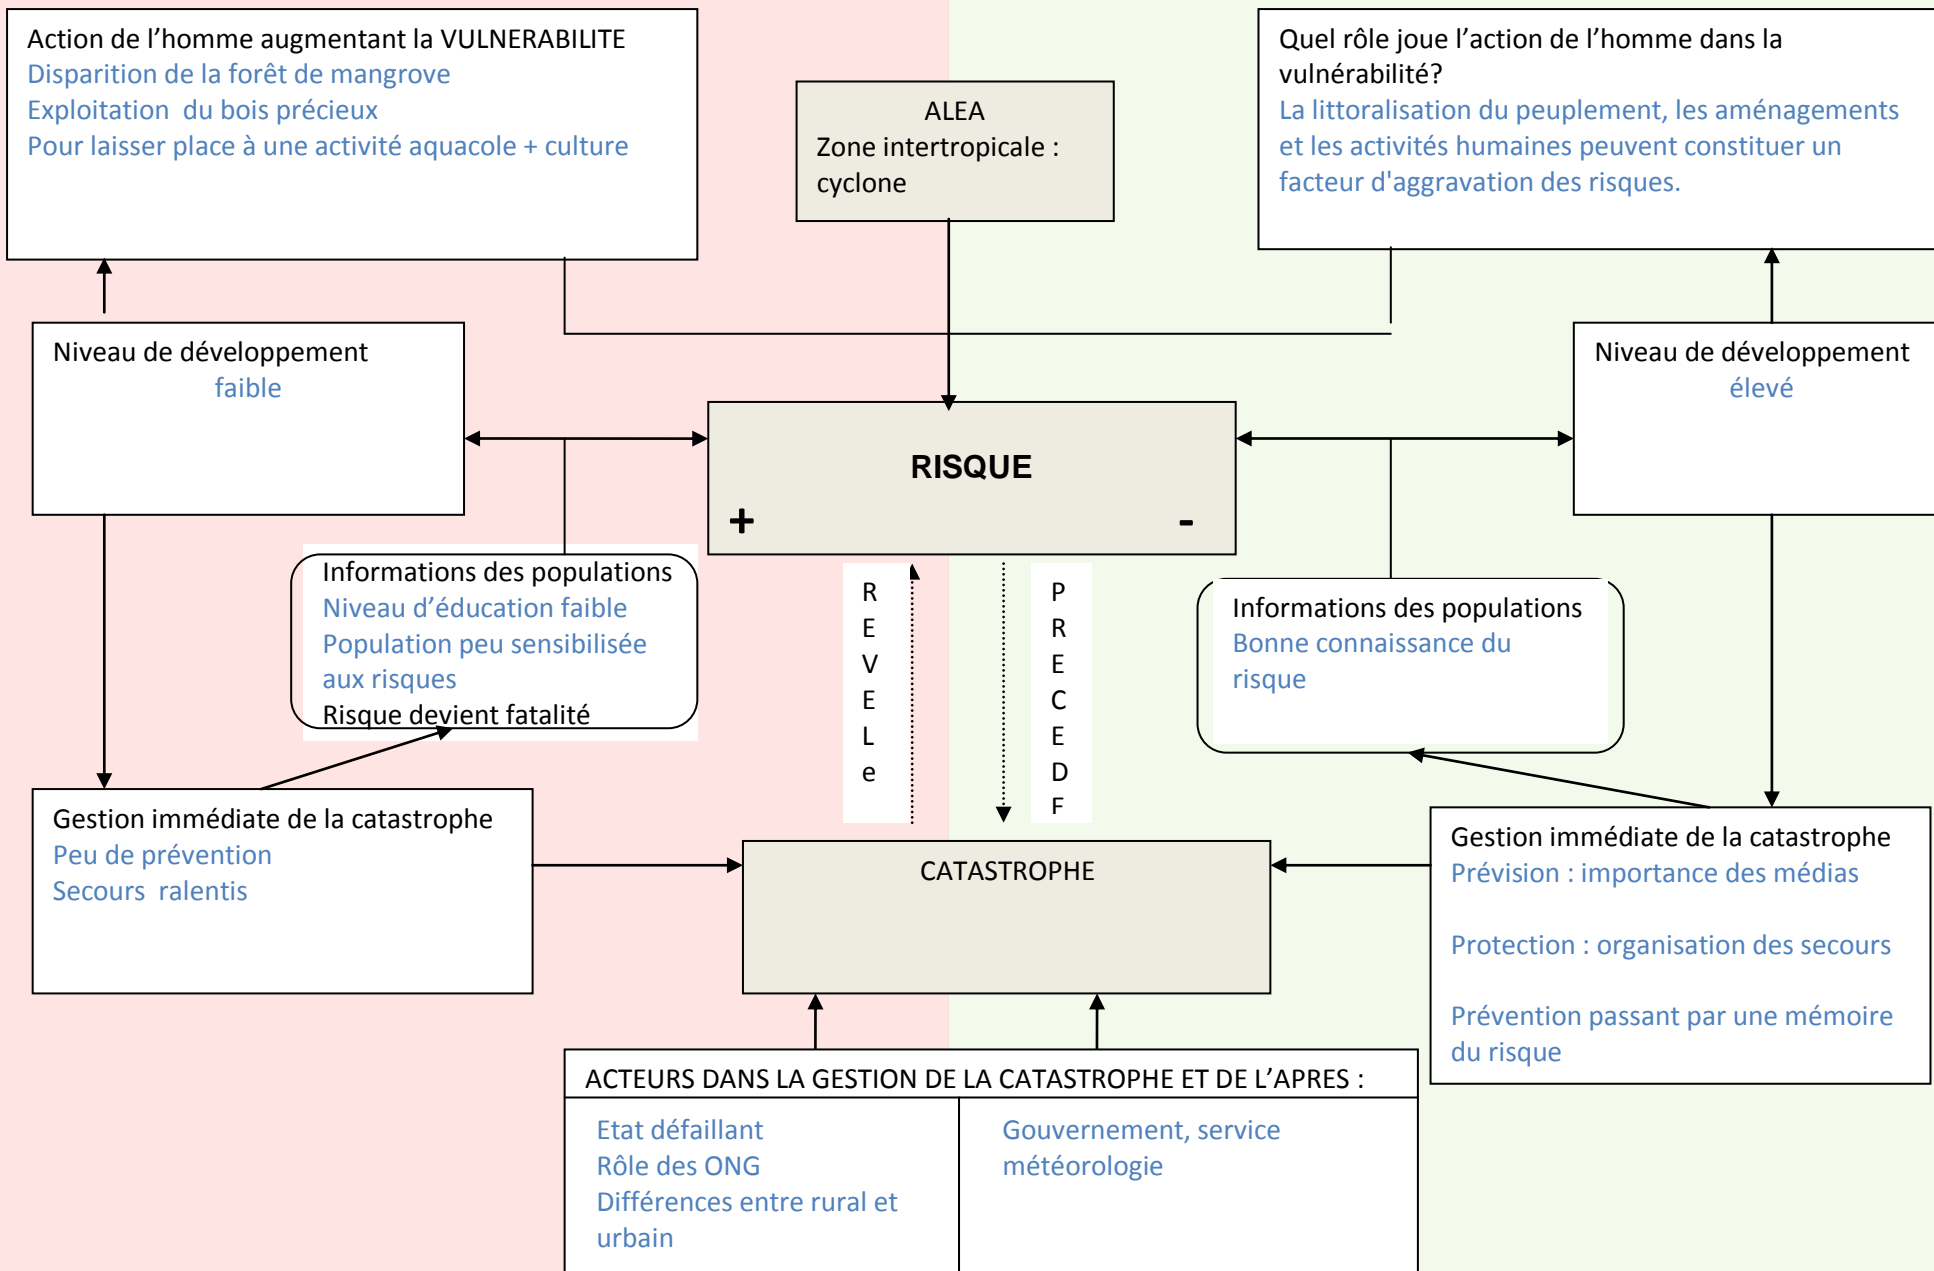 Action de l’homme augmentant la VULNERABILITE
Disparition de la forêt de mangrove
Exploitation  du bois précieux
Pour laisser place à une activité aquacole + culture
ALEA
Zone intertropicale :
cyclone
Quel rôle joue l’action de l’homme dans la
vulnérabilité?
La littoralisation du peuplement, les aménagements
et les activités humaines peuvent constituer un
facteur d'aggravation des risques.
Niveau de développement
faible
RISQUE
+
-
Niveau de développement
élevé
Informations des populations
Niveau d’éducation faible
Population peu sensibilisée
aux risques
Risque devient fatalité
R
E
V
E
L
e
P
R
E
C
E
D
F
Informations des populations
Bonne connaissance du
risque
Gestion immédiate de la catastrophe
Peu de prévention
Secours  ralentis
CATASTROPHE
Gestion immédiate de la catastrophe
Prévision : importance des médias
Protection : organisation des secours
Prévention passant par une mémoire
du risque
ACTEURS DANS LA GESTION DE LA CATASTROPHE ET DE L’APRES :
Etat défaillant
Rôle des ONG
Différences entre rural et
urbain
Gouvernement, service
météorologie